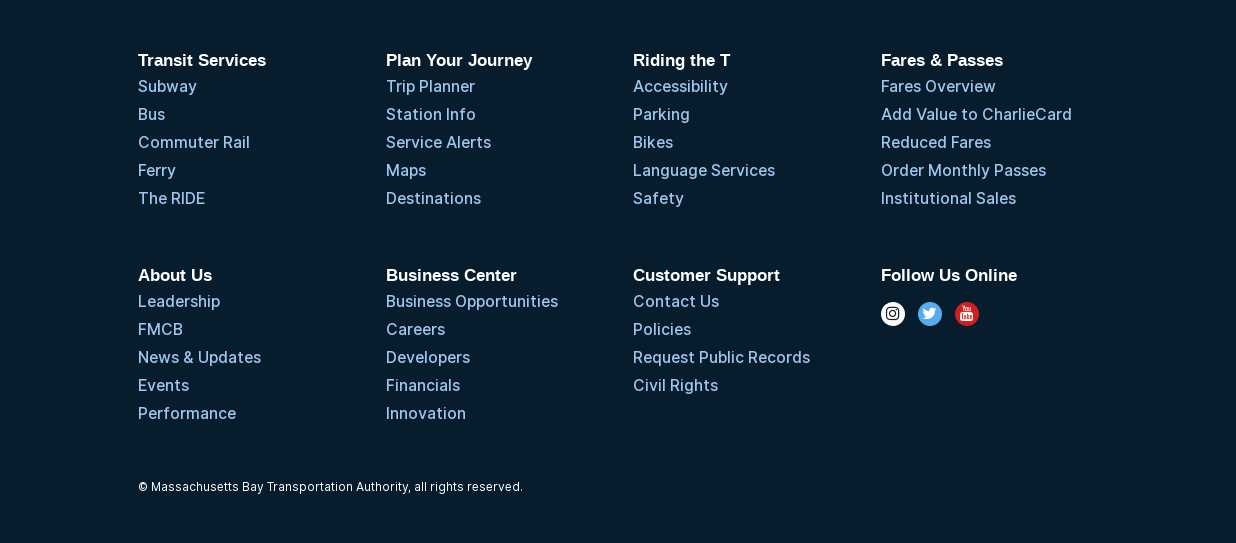 Transit Services
Subway
Bus
Commuter Rail
Ferry
The RIDE
Plan Your Journey
Trip Planner
Station Info
Service Alerts
Maps
Destinations
Riding the T
Accessibility
Parking
Bikes
Language Services
Safety
Fares & Passes
Fares Overview
Add Value to CharlieCard
Reduced Fares
Order Monthly Passes
Institutional Sales
About Us
Leadership
FMCB
News & Updates
Events
Performance
Business Center
Business Opportunities
Careers
Developers
Financials
Innovation
Customer Support
Contact Us
Policies
Request Public Records
Civil Rights
Follow Us Online
You
Tube
© Massachusetts Bay Transportation Authority, all rights reserved.